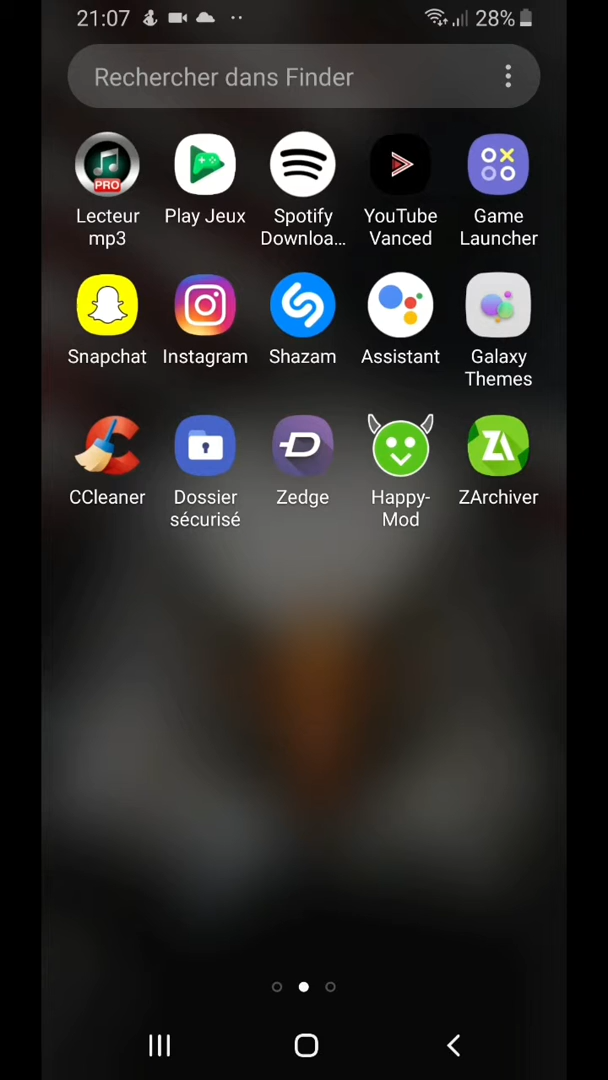 21:07
28%
Rechercher dans Finder
PRO
Lecteur
mp3
Play Jeux
Spotify
Downloa...
YouTube
Vanced
Game
Launcher
Snapchat
Instagram
Shazam
Assistant
Galaxy
Themes
CCleaner
Dossier
sécurisé
Zedge
Happy-
Mod
ZArchiver